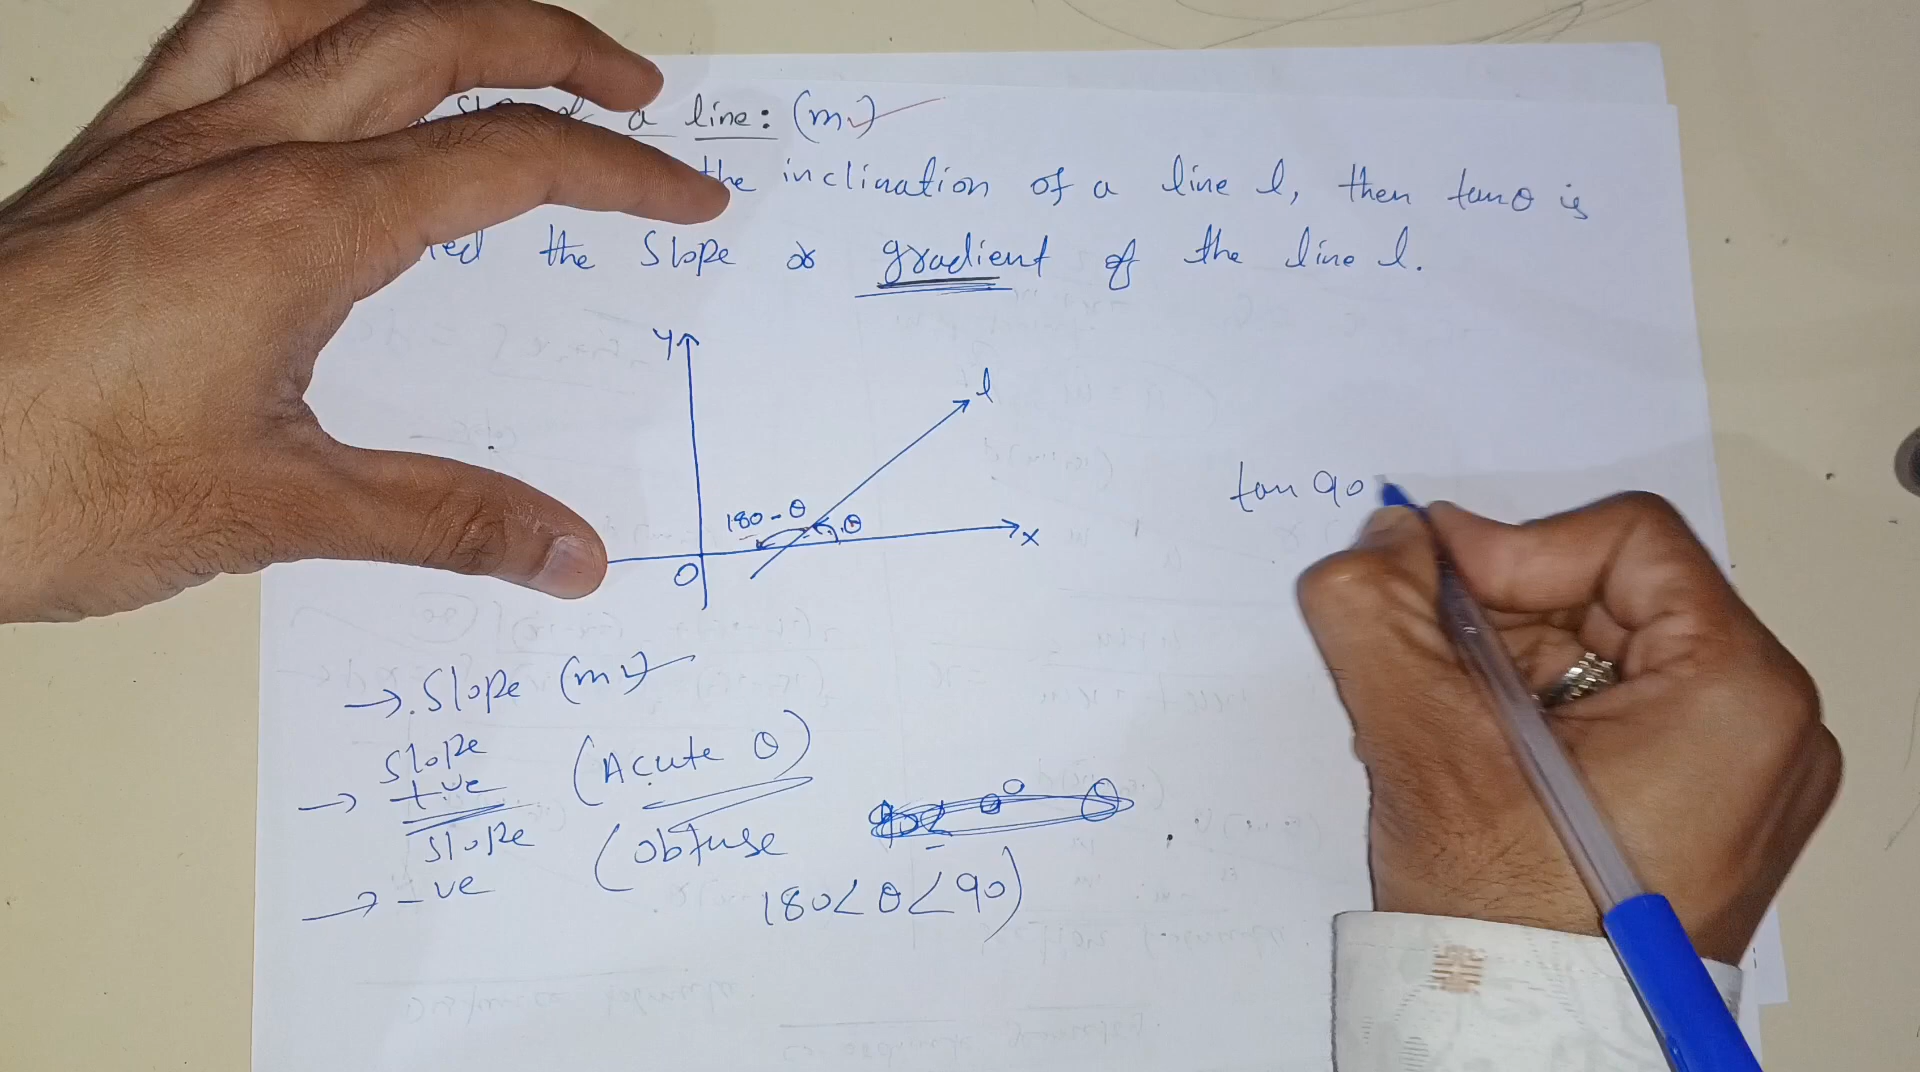 a line: (m)
the inclination of a line l, then tanθ is
the Slope or gradient of the line l.
y
l
180-θ
θ
x
O
tan 90
→ Slope (m)
slope
→ +ve (Acute θ)
slope (obtuse
→ -ve 180<θ<90)